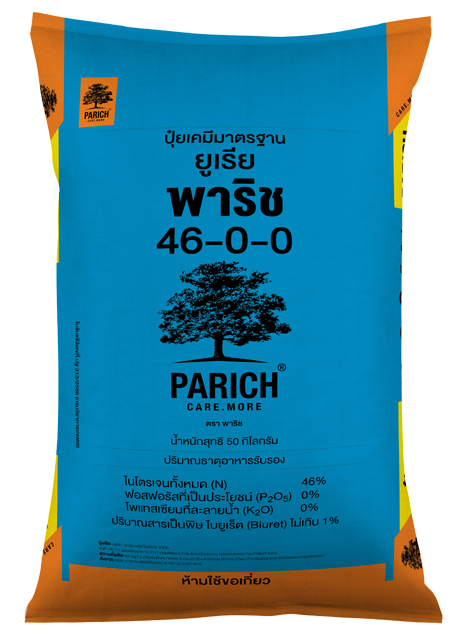 PARICH
CARE.MORE
ปุ๋ยเคมีมาตรฐาน
ยูเรีย
พาริช
46-0-0
PARICH®
CARE.MORE
ตรา พาริช
น้ำหนักสุทธิ 50 กิโลกรัม
ปริมาณธาตุอาหารรับรอง
ไนโตรเจนทั้งหมด (N) 46%
ฟอสฟอรัสที่เป็นประโยชน์ (P₂O₅) 0%
โพแทสเซียมที่ละลายน้ำ (K₂O) 0%
ปริมาณสารเป็นพิษ ไบยูเร็ต (Biuret) ไม่เกิน 1%
ห้ามใช้ขอเกี่ยว
CARE.MORE